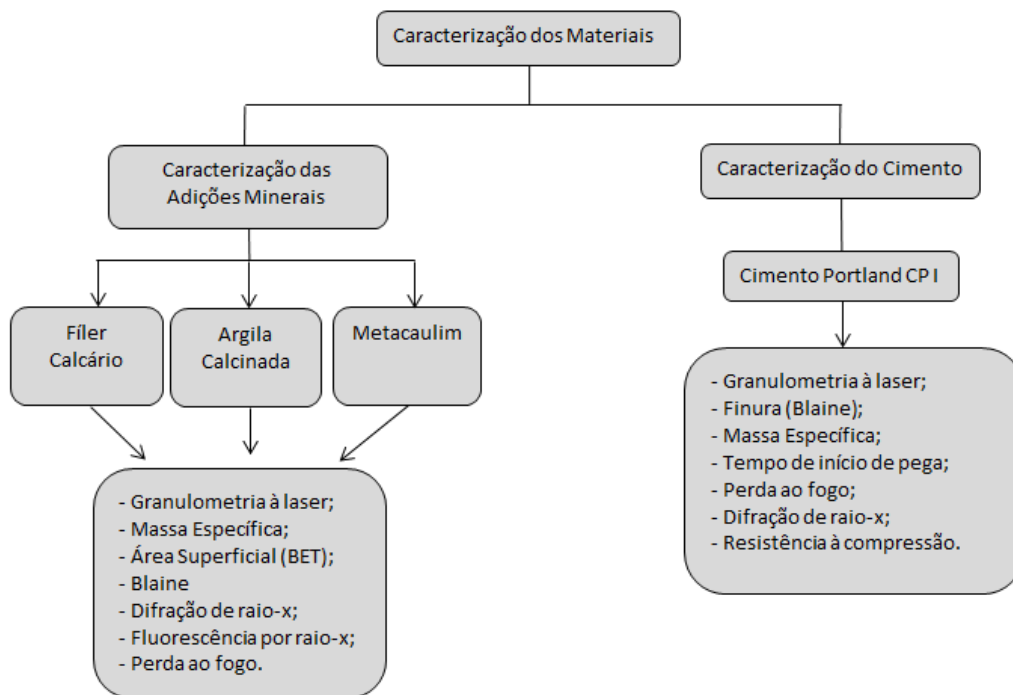 Caracterização dos Materiais
Caracterização das
Adições Minerais
Caracterização do Cimento
Cimento Portland CP I
Fíler
Calcário
Argila
Calcinada
Metacaulim
- Granulometria à laser;
- Finura (Blaine);
- Massa Específica;
- Tempo de início de pega;
- Perda ao fogo;
- Difração de raio-x;
- Resistência à compressão.
- Granulometria à laser;
- Massa Específica;
- Área Superficial (BET);
- Blaine
- Difração de raio-x;
- Fluorescência por raio-x;
- Perda ao fogo.